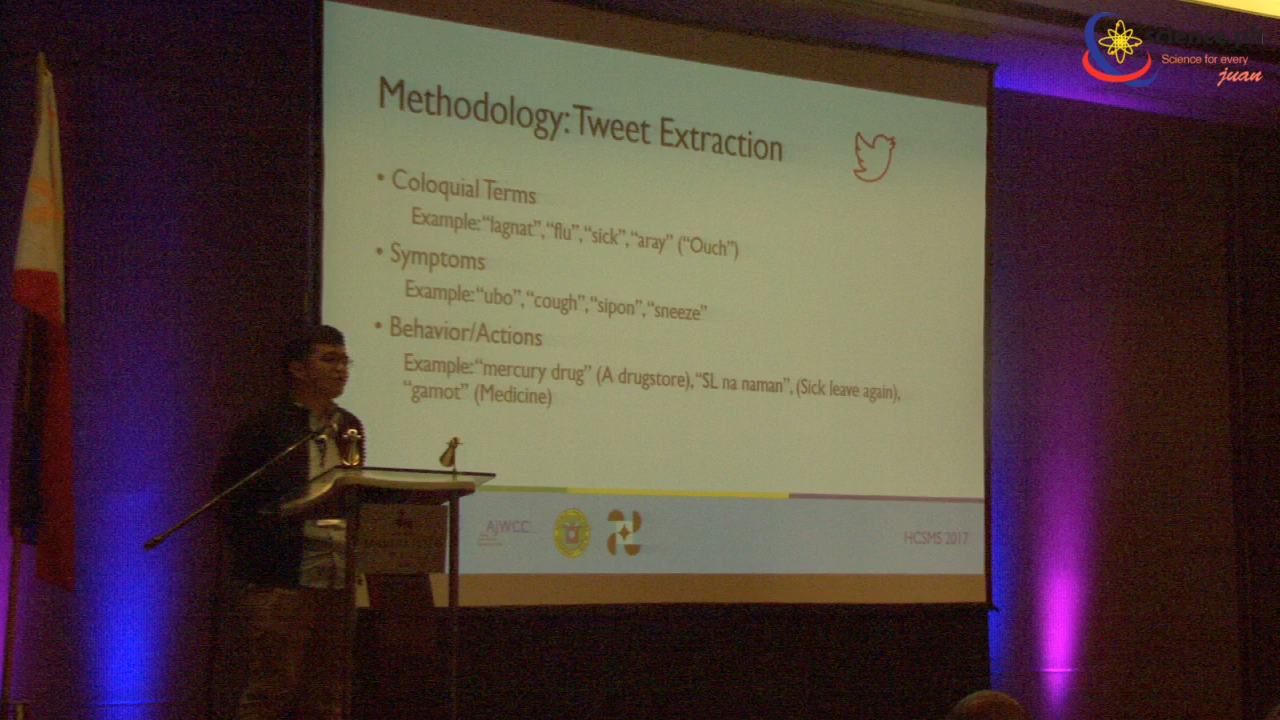 science.ph
Science for every
juan
Methodology: Tweet Extraction
• Coloquial Terms
Example: “lagnat”, “flu”, “sick”, “aray” (“Ouch”)
• Symptoms
Example: “ubo”, “cough”, “sipon”, “sneeze”
• Behavior/Actions
Example: “mercury drug” (A drugstore), “SL na naman”, (Sick leave again),
“gamot” (Medicine)
AJWCC
HCSMS 2017